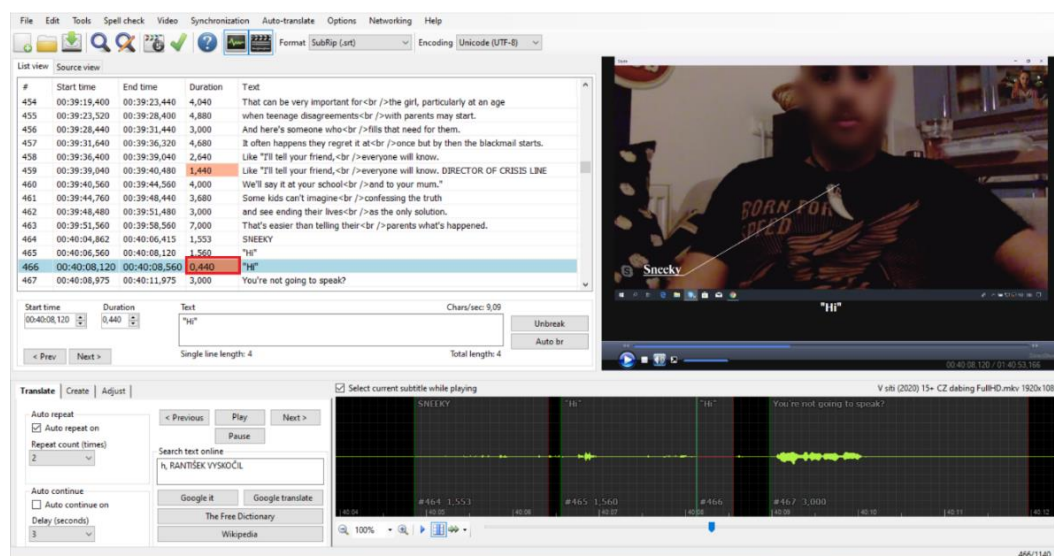 File Edit Tools Spell check Video Synchronization Auto-translate Options Networking Help
Format SubRip (.srt) Encoding Unicode (UTF-8)
List view Source view
# Start time End time Duration Text
454 00:39:19,400 00:39:23,440 4,040 That can be very important for<br />the girl, particularly at an age
455 00:39:23,520 00:39:28,400 4,880 when teenage disagreements<br />with parents may start.
456 00:39:28,440 00:39:31,440 3,000 And here's someone who<br />fills that need for them.
457 00:39:31,640 00:39:36,320 4,680 It often happens they regret it at<br />once but by then the blackmail starts.
458 00:39:36,400 00:39:39,040 2,640 Like "I'll tell your friend,<br />everyone will know.
459 00:39:39,040 00:39:40,480 1,440 Like "I'll tell your friend,<br />everyone will know. DIRECTOR OF CRISIS LINE
460 00:39:40,560 00:39:44,560 4,000 We'll say it at your school<br />and to your mum."
461 00:39:44,760 00:39:48,440 3,680 Some kids can't imagine<br />confessing the truth
462 00:39:48,480 00:39:51,480 3,000 and see ending their lives<br />as the only solution.
463 00:39:51,560 00:39:58,560 7,000 That's easier than telling their<br />parents what's happened.
464 00:40:04,862 00:40:06,415 1,553 SNEEKY
465 00:40:06,560 00:40:08,120 1,560 "Hi"
466 00:40:08,120 00:40:08,560 0,440 "Hi"
467 00:40:08,975 00:40:11,975 3,000 You're not going to speak?
BORN FOR
SPEED
Sneeky
"Hi"
00:40:08,120 / 01:40:53,166
Start time Duration Text Chars/sec: 9,09
00:40:08,120 0,440 "Hi"
Unbreak
Auto br
< Prev Next > Single line length: 4 Total length: 4
Translate Create Adjust
Select current subtitle while playing
V síti (2020) 15+ CZ dabing FullHD.mkv 1920x108
Auto repeat
Auto repeat on
Repeat count (times)
2
Auto continue
Auto continue on
Delay (seconds)
3
< Previous Play Next >
Pause
Search text online
h, RANTIŠEK VYSKOČIL
Google it Google translate
The Free Dictionary
Wikipedia
SNEEKY "Hi" "Hi" You're not going to speak?
#464 1,553 #465 1,560 #466 #467 3,000
40:04 40:05 40:06 40:07 40:08 40:09 40:10 40:11 40:12
100%
466/1140